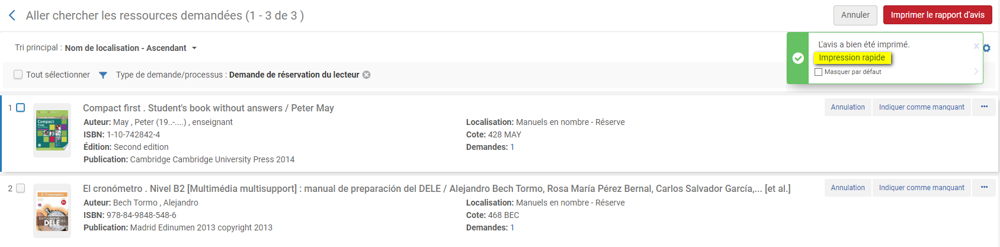 Aller chercher les ressources demandées (1 - 3 de 3 )
Annuler
Imprimer le rapport d'avis
Tri principal : Nom de localisation - Ascendant
L'avis a bien été imprimé.
Impression rapide
Masquer par défaut
Tout sélectionner
Type de demande/processus : Demande de réservation du lecteur
1
Compact first . Student's book without answers / Peter May
Annulation
Indiquer comme manquant
Auteur: May , Peter (19..-....) , enseignant
Localisation: Manuels en nombre - Réserve
ISBN: 1-10-742842-4
Cote: 428 MAY
Édition: Second edition
Demandes: 1
Publication: Cambridge Cambridge University Press 2014
Compact
First
2
El cronómetro . Nivel B2 [Multimédia multisupport] : manual de preparación del DELE / Alejandro Bech Tormo, Rosa María Pérez Bernal, Carlos Salvador García,... [et al.]
Annulation
Indiquer comme manquant
Auteur: Bech Tormo , Alejandro
Localisation: Manuels en nombre - Réserve
ISBN: 978-84-9848-548-6
Cote: 468 BEC
Publication: Madrid Edinumen 2013 copyright 2013
Demandes: 1
El Cronómetro
DELE